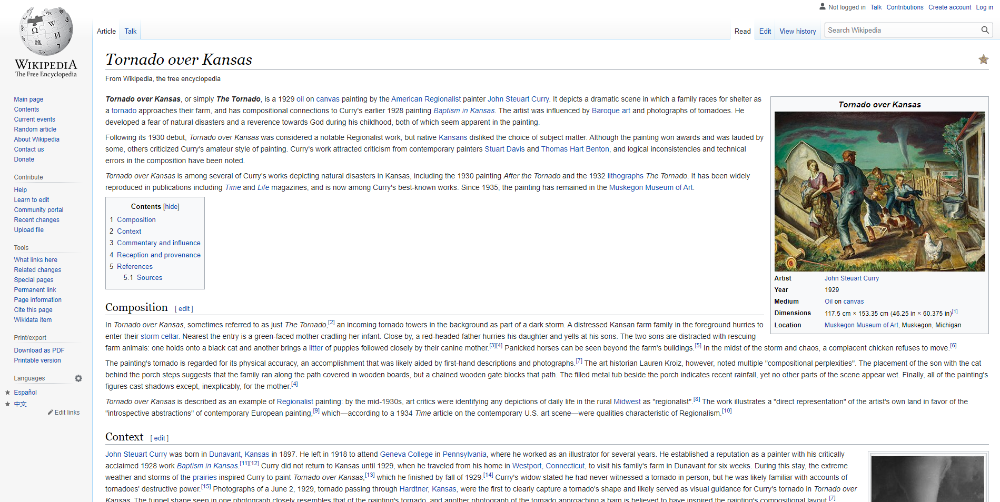 Not logged in Talk Contributions Create account Log in
Article Talk Read Edit View history Search Wikipedia
WIKIPEDIA
The Free Encyclopedia
Main page
Contents
Current events
Random article
About Wikipedia
Contact us
Donate
Contribute
Help
Learn to edit
Community portal
Recent changes
Upload file
Tools
What links here
Related changes
Special pages
Permanent link
Page information
Cite this page
Wikidata item
Print/export
Download as PDF
Printable version
Languages
Español
中文
Edit links
Tornado over Kansas
From Wikipedia, the free encyclopedia
Tornado over Kansas, or simply The Tornado, is a 1929 oil on canvas painting by the American Regionalist painter John Steuart Curry. It depicts a dramatic scene in which a family races for shelter as
a tornado approaches their farm, and has compositional connections to Curry's earlier 1928 painting Baptism in Kansas. The artist was influenced by Baroque art and photographs of tornadoes. He
developed a fear of natural disasters and a reverence towards God during his childhood, both of which seem apparent in the painting.
Following its 1930 debut, Tornado over Kansas was considered a notable Regionalist work, but native Kansans disliked the choice of subject matter. Although the painting won awards and was lauded by
some, others criticized Curry's amateur style of painting. Curry's work attracted criticism from contemporary painters Stuart Davis and Thomas Hart Benton, and logical inconsistencies and technical
errors in the composition have been noted.
Tornado over Kansas is among several of Curry's works depicting natural disasters in Kansas, including the 1930 painting After the Tornado and the 1932 lithographs The Tornado. It has been widely
reproduced in publications including Time and Life magazines, and is now among Curry's best-known works. Since 1935, the painting has remained in the Muskegon Museum of Art.
Tornado over Kansas
Artist John Steuart Curry
Year 1929
Medium Oil on canvas
Dimensions 117.5 cm × 153.35 cm (46.25 in × 60.375 in)[1]
Location Muskegon Museum of Art, Muskegon, Michigan
Contents [hide]
1 Composition
2 Context
3 Commentary and influence
4 Reception and provenance
5 References
5.1 Sources
Composition [ edit ]
In Tornado over Kansas, sometimes referred to as just The Tornado,[2] an incoming tornado towers in the background as part of a dark storm. A distressed Kansan farm family in the foreground hurries to
enter their storm cellar. Nearest the entry is a green-faced mother cradling her infant. Close by, a red-headed father hurries his daughter and yells at his sons. The two sons are distracted with rescuing
farm animals: one holds onto a black cat and another brings a litter of puppies followed closely by their canine mother.[3][4] Panicked horses can be seen beyond the farm's buildings.[5] In the midst of the storm and chaos, a complacent chicken refuses to move.[6]
The painting's tornado is regarded for its physical accuracy, an accomplishment that was likely aided by first-hand descriptions and photographs.[7] The art historian Lauren Kroiz, however, noted multiple "compositional perplexities". The placement of the son with the cat
behind the porch steps suggests that the family ran along the path covered in wooden boards, but a chained wooden gate blocks that path. The filled metal tub beside the porch indicates recent rainfall, yet no other parts of the scene appear wet. Finally, all of the painting's
figures cast shadows except, inexplicably, for the mother.[4]
Tornado over Kansas is described as an example of Regionalist painting: by the mid-1930s, art critics were identifying any depictions of daily life in the rural Midwest as "regionalist".[8] The work illustrates a "direct representation" of the artist's own land in favor of the
"introspective abstractions" of contemporary European painting,[9] which—according to a 1934 Time article on the contemporary U.S. art scene—were qualities characteristic of Regionalism.[10]
Context [ edit ]
John Steuart Curry was born in Dunavant, Kansas in 1897. He left in 1918 to attend Geneva College in Pennsylvania, where he worked as an illustrator for several years. He established a reputation as a painter with his critically
acclaimed 1928 work Baptism in Kansas.[11][12] Curry did not return to Kansas until 1929, when he traveled from his home in Westport, Connecticut, to visit his family's farm in Dunavant for six weeks. During this stay, the extreme
weather and storms of the prairies inspired Curry to paint Tornado over Kansas,[13] which he finished by fall of 1929.[14] Curry's widow stated he had never witnessed a tornado in person, but he was likely familiar with accounts of
tornadoes' destructive power.[15] Photographs of a June 2, 1929, tornado passing through Hardtner, Kansas, were the first to clearly capture a tornado's shape and likely served as visual guidance for Curry's tornado in Tornado over
Kansas. The funnel shape seen in one photograph closely resembles that of the painting's tornado, and another photograph of the tornado approaching a barn is believed to have inspired the painting's compositional layout.[7]